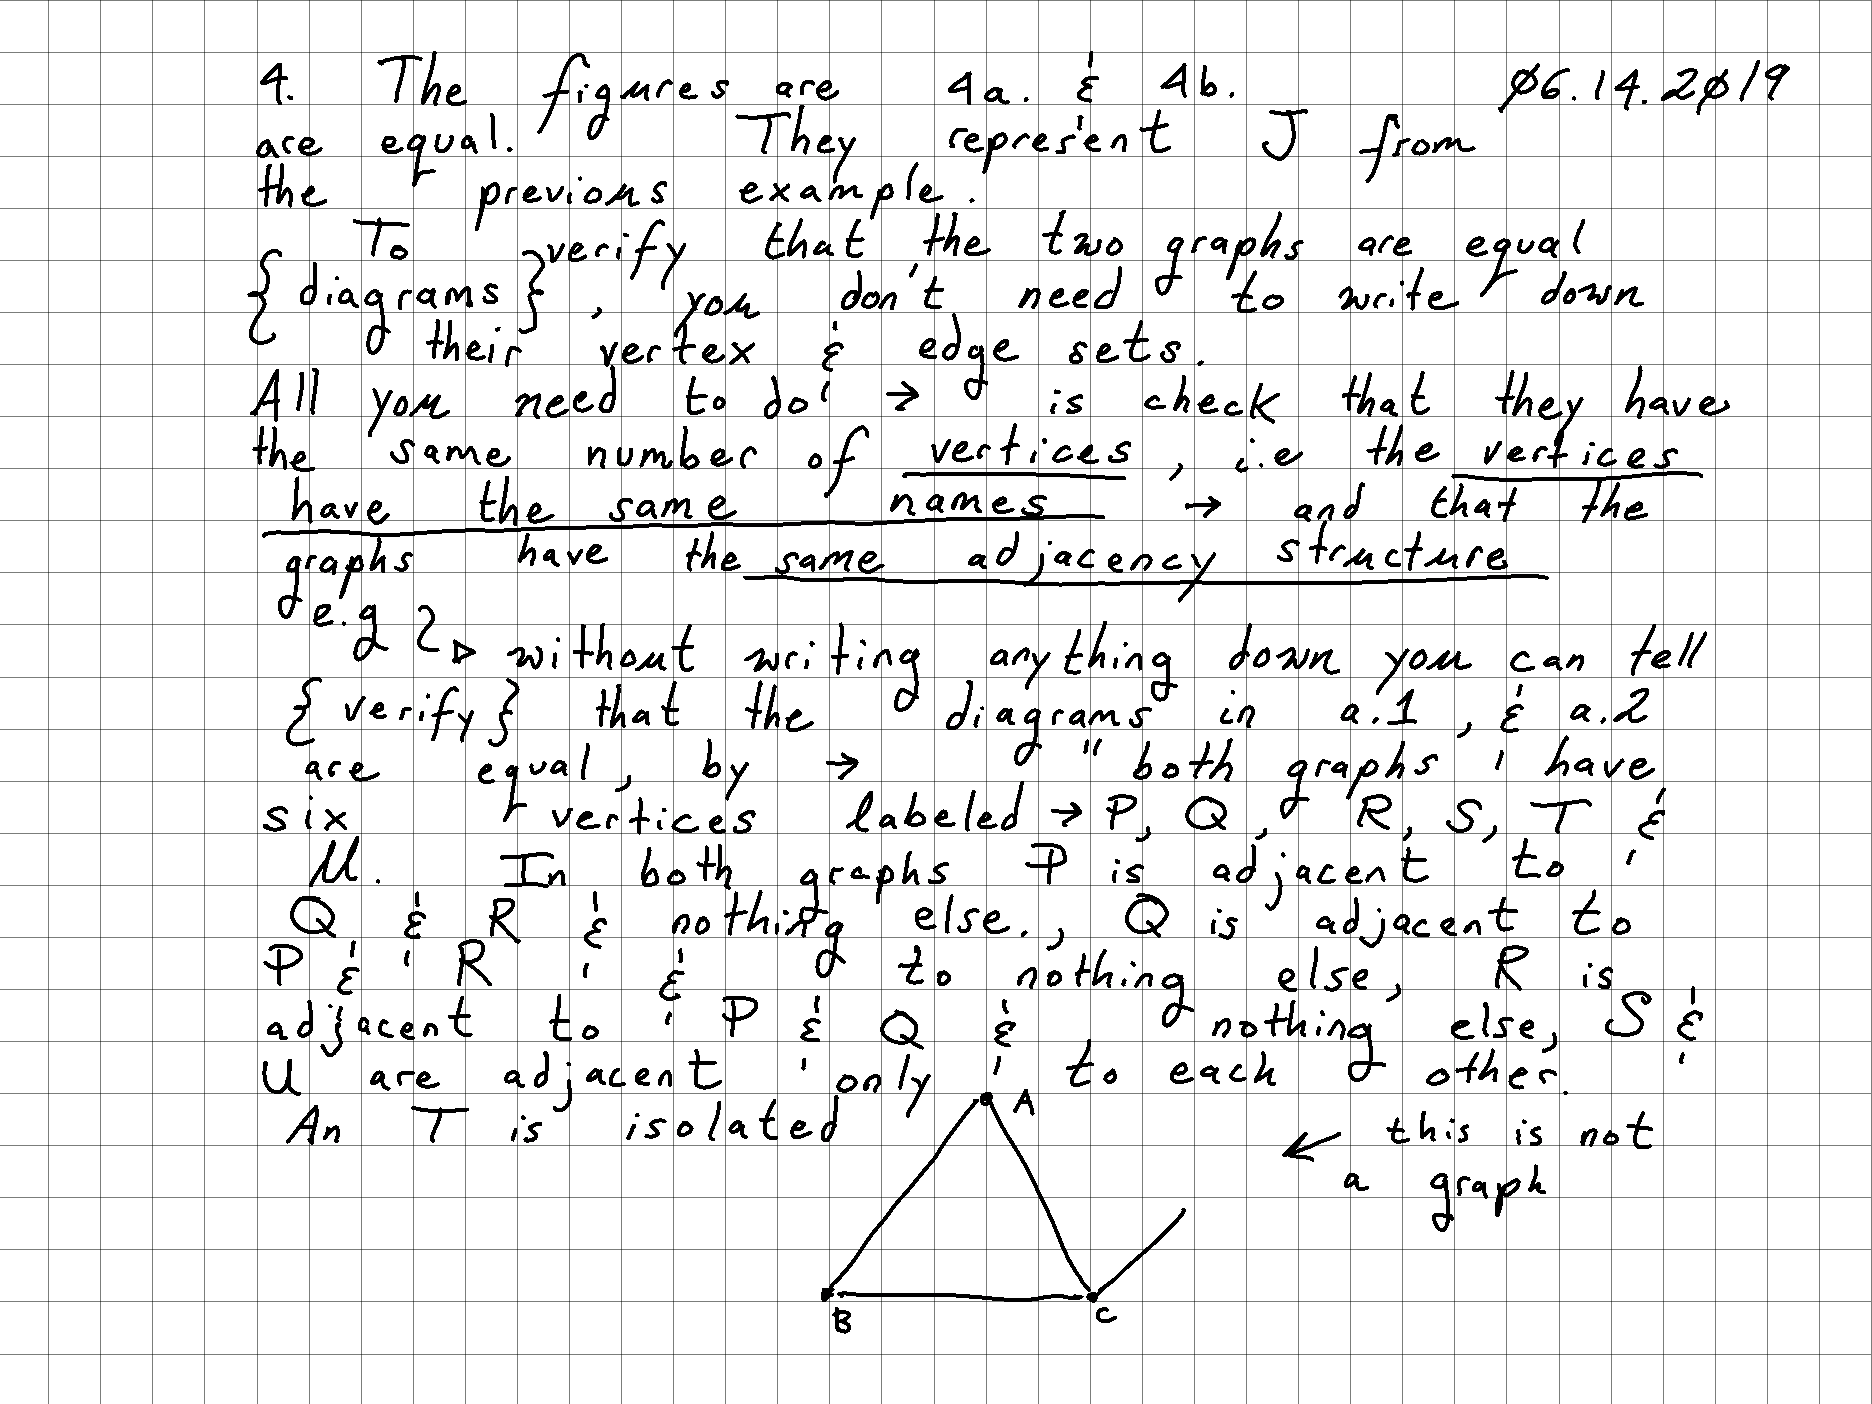 4. The figures are 4a. & 4b. Ø6.14.2Ø19
are equal. They represent J from
the previous example.
To verify that the two graphs are equal
{diagrams}, you don't need to write down
their vertex & edge sets.
All you need to do → is check that they have
the same number of vertices, i.e the vertices
have the same names → and that the
graphs have the same adjacency structure
e.g
without writing anything down you can tell
{verify} that the diagrams in a.1, & a.2
are equal, by → "both graphs have
six vertices labeled → P, Q, R, S, T &
U. In both graphs P is adjacent to
Q & R & nothing else., Q is adjacent to
P & R & to nothing else, R is
adjacent to P & Q & nothing else, S &
U are adjacent only to each other.
An T is isolated
A
B
C
← this is not
a graph